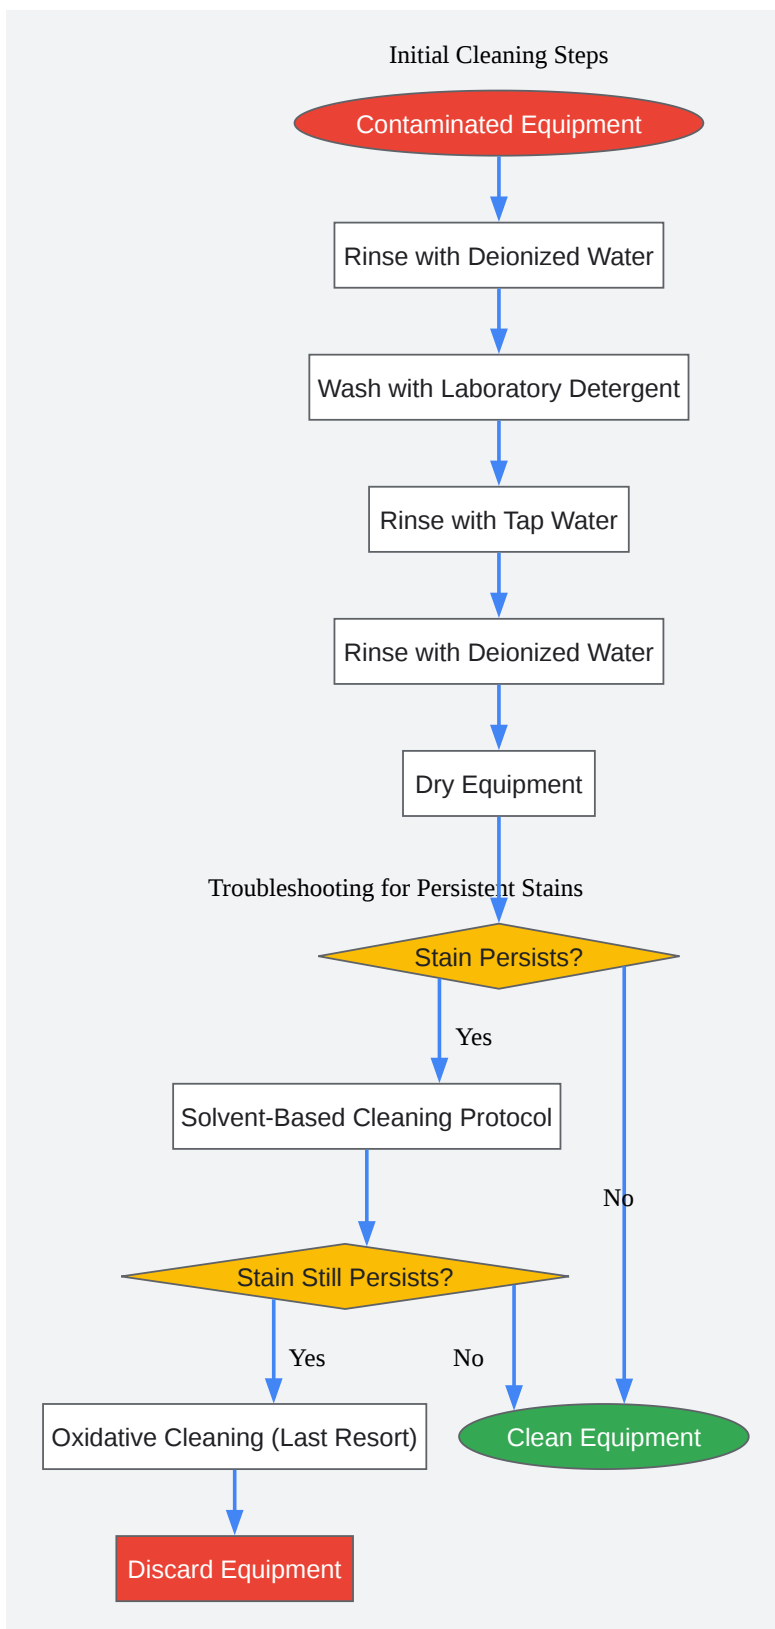 Initial Cleaning Steps
Contaminated Equipment
Rinse with Deionized Water
Wash with Laboratory Detergent
Rinse with Tap Water
Rinse with Deionized Water
Dry Equipment
Troubleshooting for Persistent Stains
Stain Persists?
Yes
Solvent-Based Cleaning Protocol
No
Stain Still Persists?
Yes
No
Oxidative Cleaning (Last Resort)
Clean Equipment
Discard Equipment